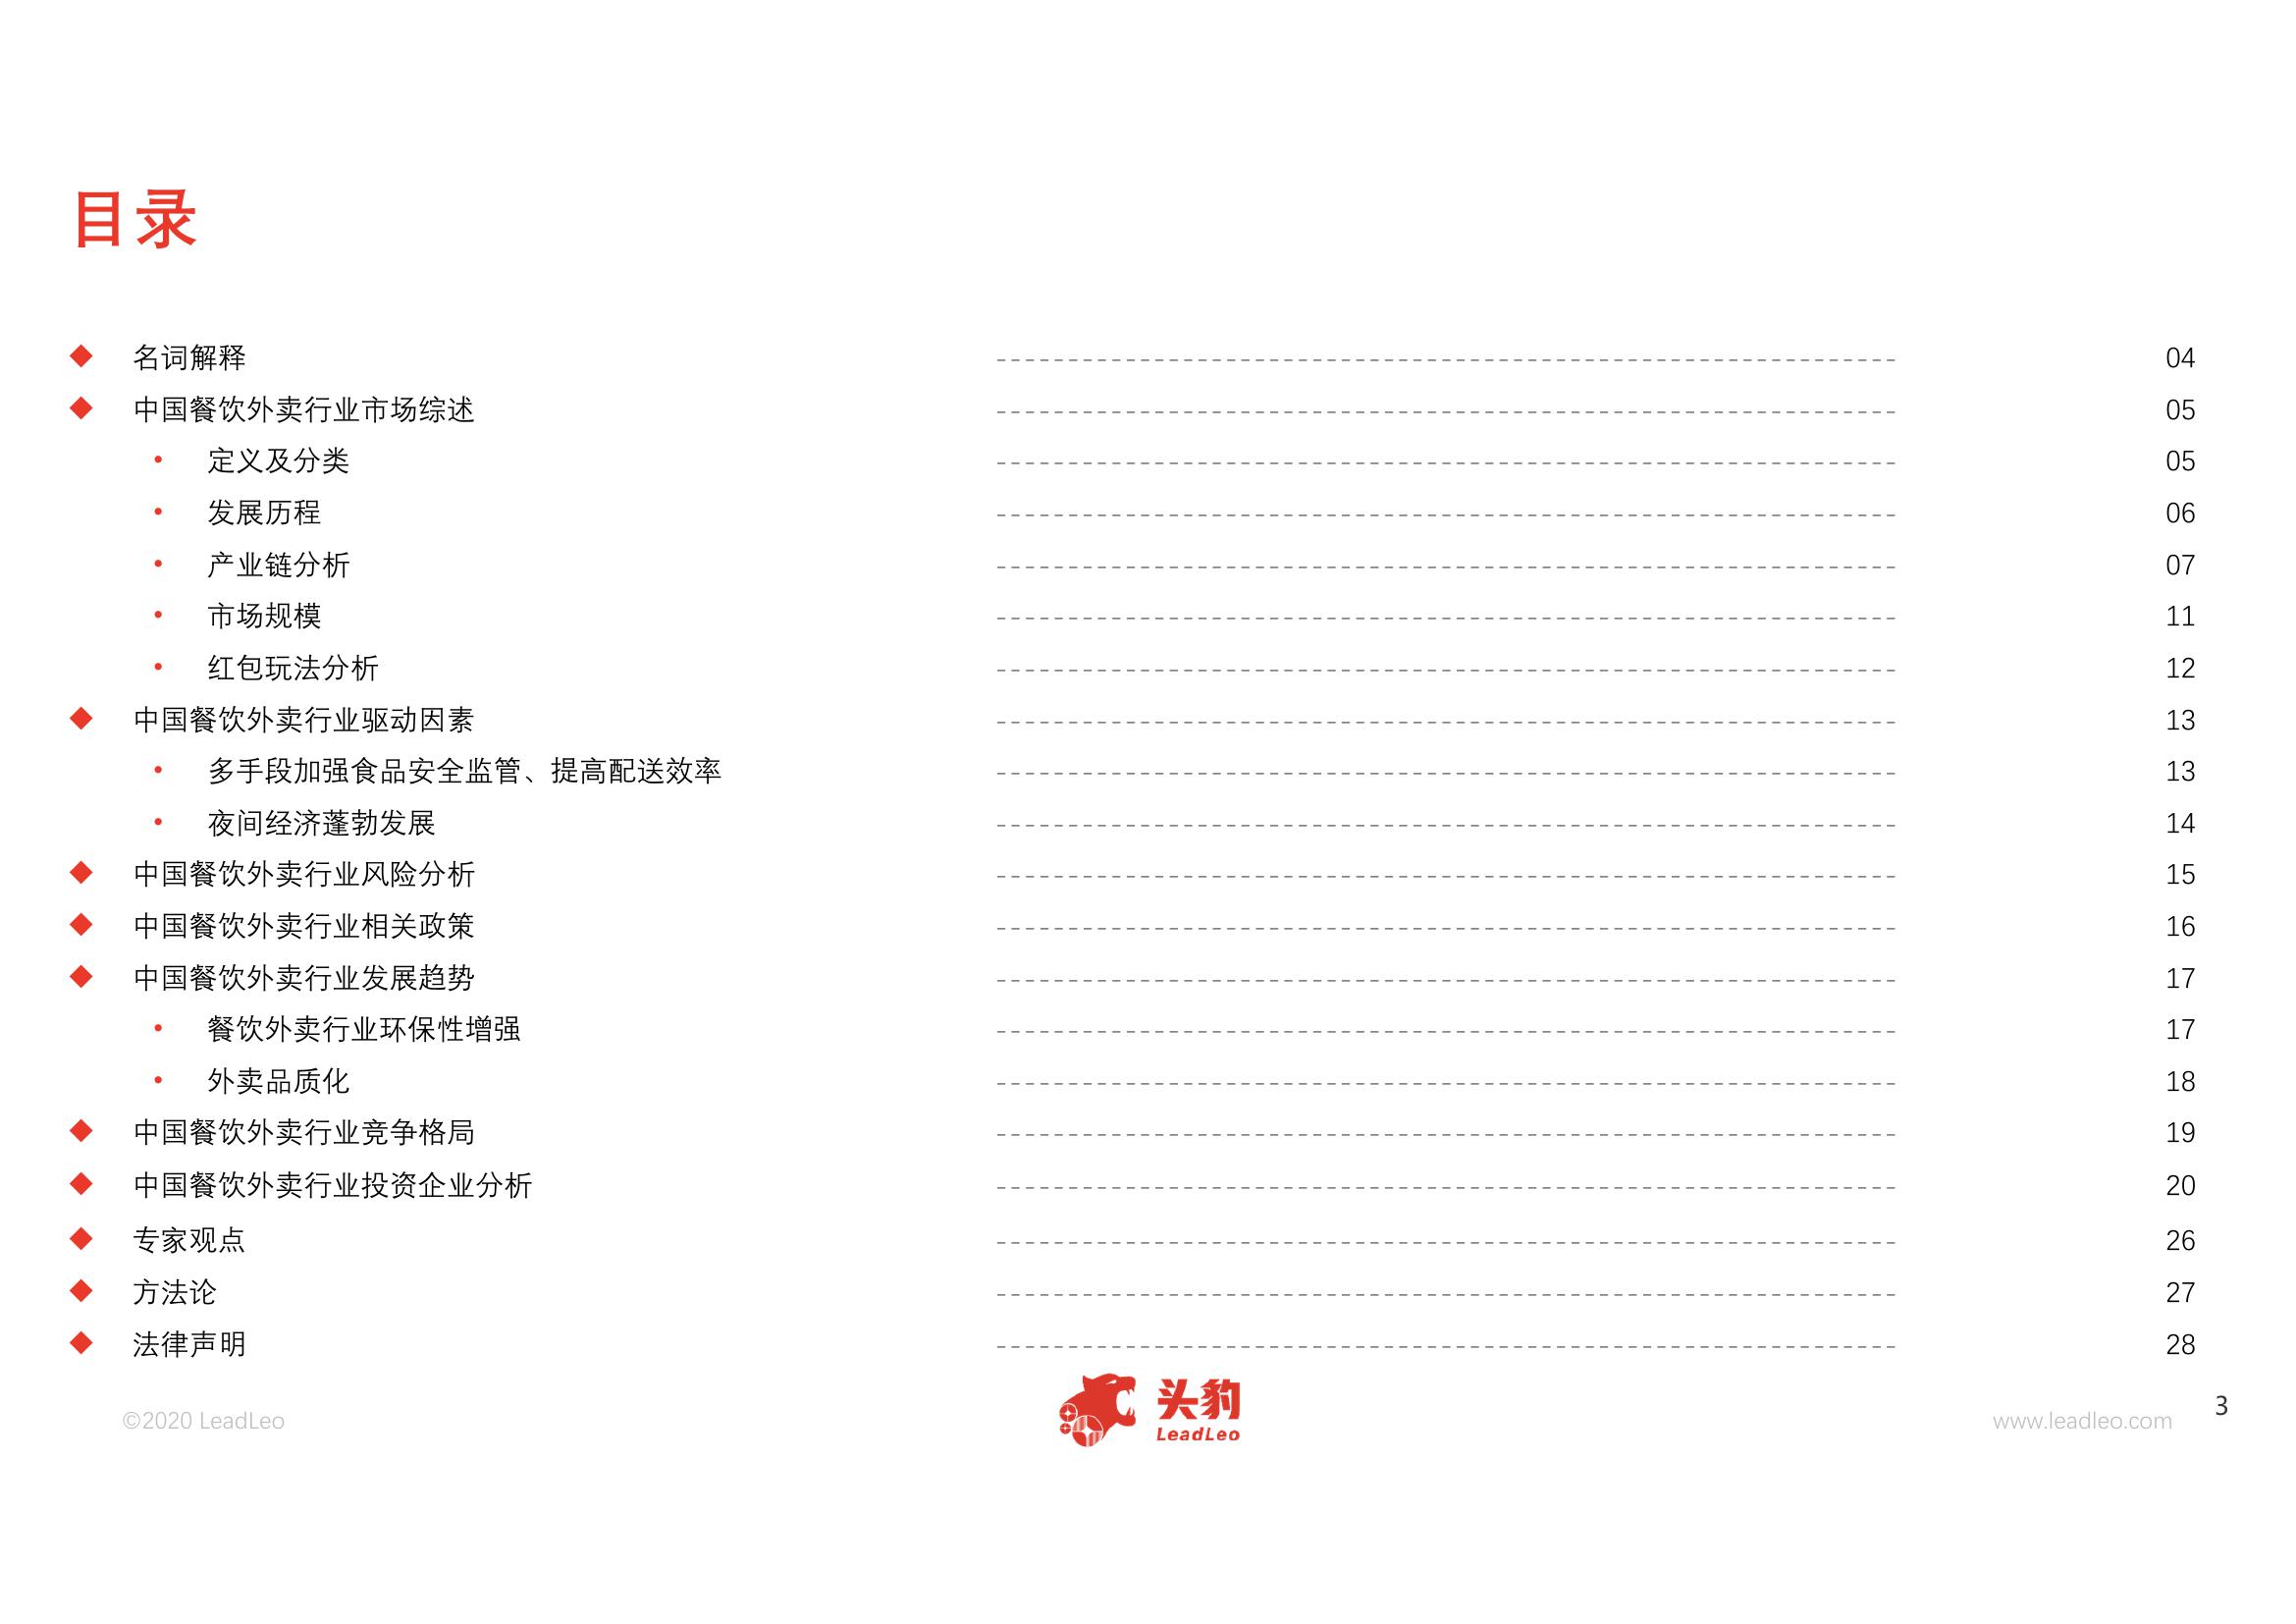 目录
◆ 名词解释 ---------- 04
◆ 中国餐饮外卖行业市场综述 ---------- 05
• 定义及分类 ---------- 05
• 发展历程 ---------- 06
• 产业链分析 ---------- 07
• 市场规模 ---------- 11
• 红包玩法分析 ---------- 12
◆ 中国餐饮外卖行业驱动因素 ---------- 13
• 多手段加强食品安全监管、提高配送效率 ---------- 13
• 夜间经济蓬勃发展 ---------- 14
◆ 中国餐饮外卖行业风险分析 ---------- 15
◆ 中国餐饮外卖行业相关政策 ---------- 16
◆ 中国餐饮外卖行业发展趋势 ---------- 17
• 餐饮外卖行业环保性增强 ---------- 17
• 外卖品质化 ---------- 18
◆ 中国餐饮外卖行业竞争格局 ---------- 19
◆ 中国餐饮外卖行业投资企业分析 ---------- 20
◆ 专家观点 ---------- 26
◆ 方法论 ---------- 27
◆ 法律声明 ---------- 28
©2020 LeadLeo
头豹
LeadLeo
www.leadleo.com
3